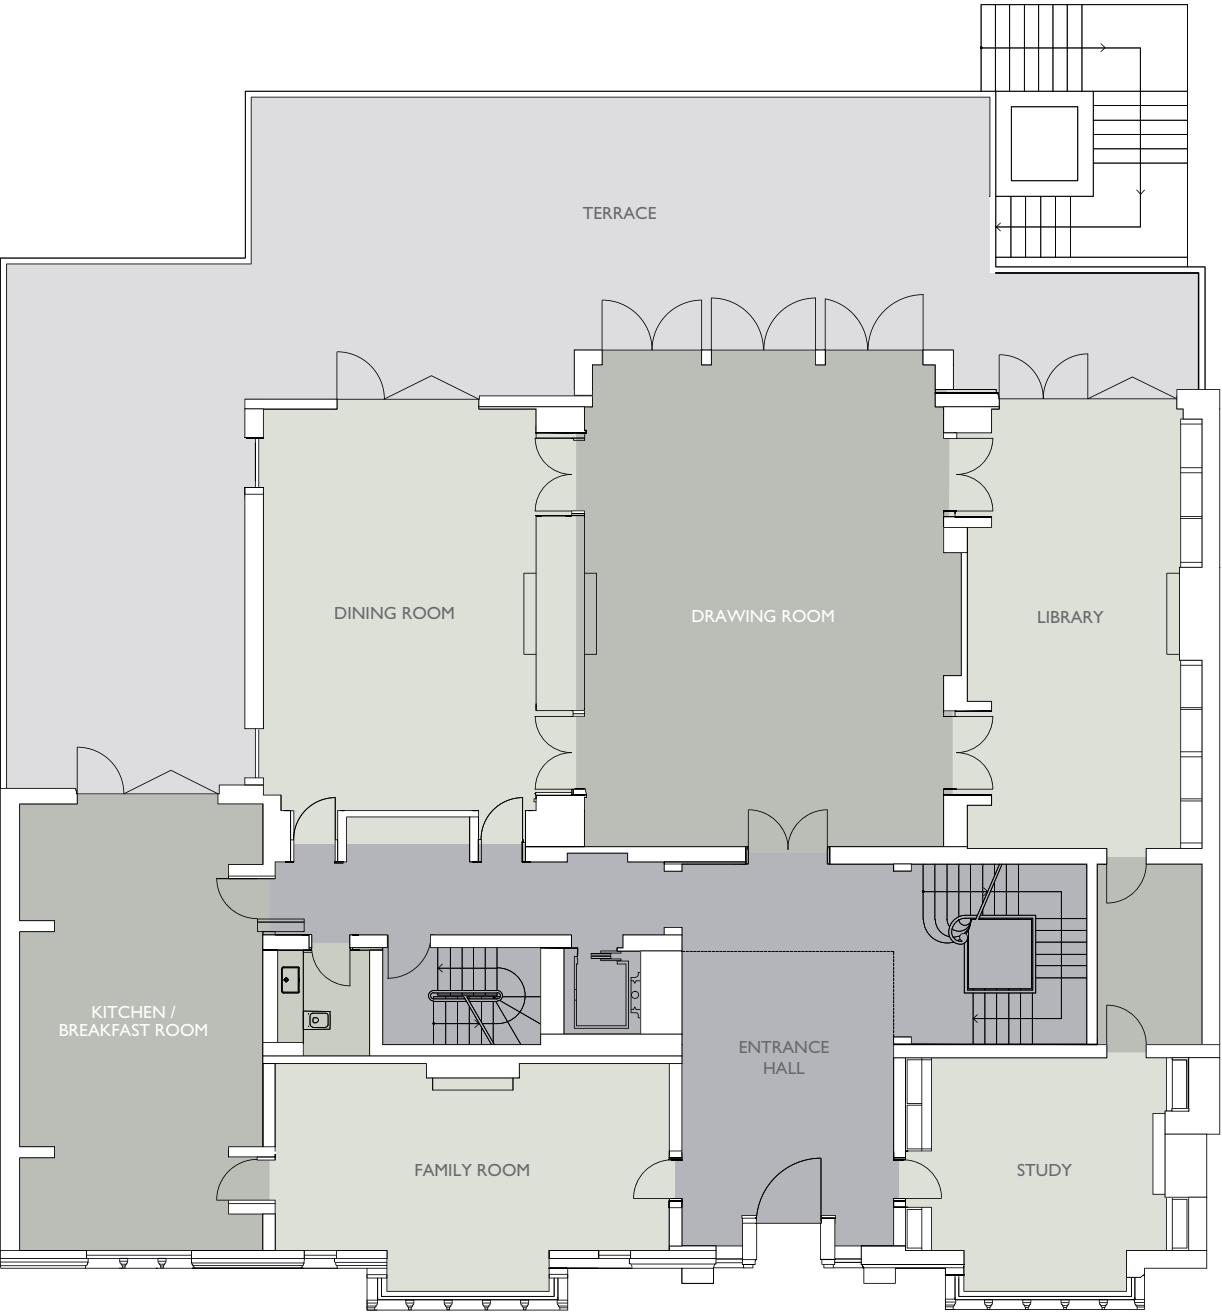 TERRACE
DINING ROOM
DRAWING ROOM
LIBRARY
KITCHEN /
BREAKFAST ROOM
ENTRANCE
HALL
FAMILY ROOM
STUDY